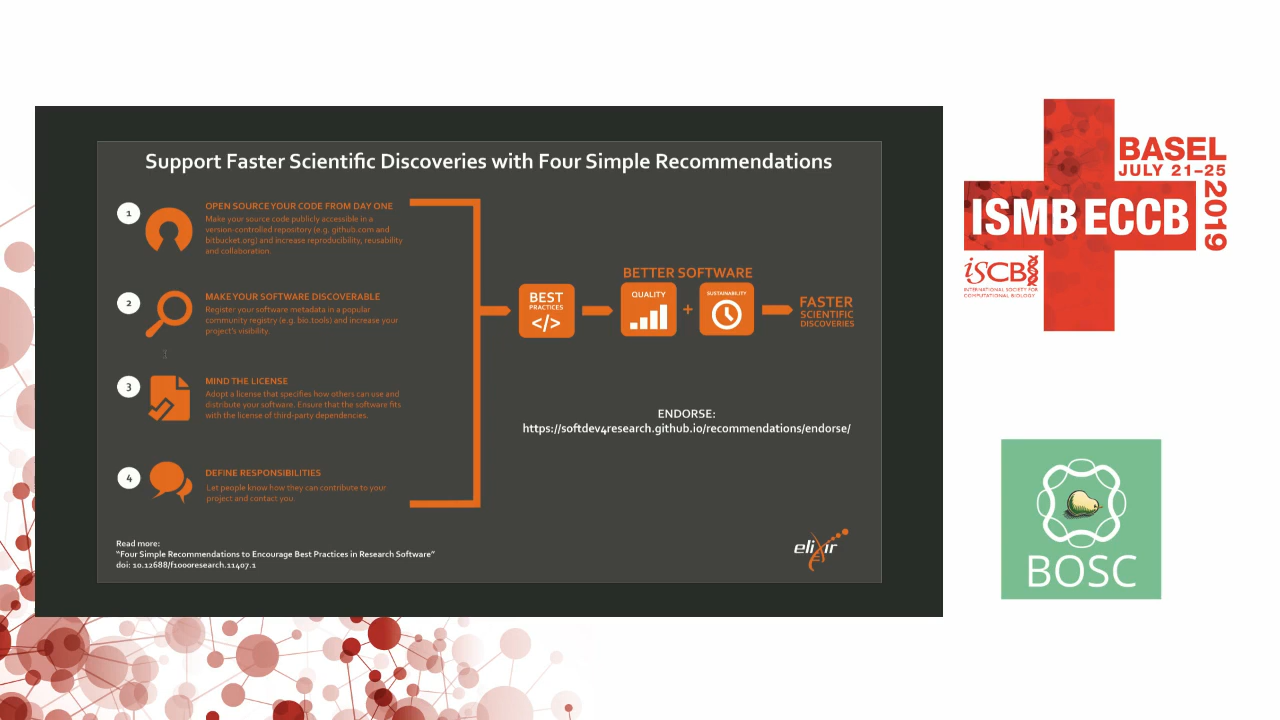 Support Faster Scientific Discoveries with Four Simple Recommendations
1
OPEN SOURCE YOUR CODE FROM DAY ONE
Make your source code publicly accessible in a
version-controlled repository (e.g. github.com and
bitbucket.org) and increase reproducibility, reusability
and collaboration.
2
MAKE YOUR SOFTWARE DISCOVERABLE
Register your software metadata in a popular
community registry (e.g. bio.tools) and increase your
project's visibility.
3
MIND THE LICENSE
Adopt a license that specifies how others can use and
distribute your software. Ensure that the software fits
with the license of third-party dependencies.
4
DEFINE RESPONSIBILITIES
Let people know how they can contribute to your
project and contact you.
BEST
PRACTICES
</>
BETTER SOFTWARE
QUALITY
+
SUSTAINABILITY
FASTER
SCIENTIFIC
DISCOVERIES
ENDORSE:
https://softdev4research.github.io/recommendations/endorse/
Read more:
"Four Simple Recommendations to Encourage Best Practices in Research Software"
doi: 10.12688/f1000research.11407.1
elixir
BASEL
JULY 21–25
2019
ISMB ECCB
ISCB
INTERNATIONAL SOCIETY FOR
COMPUTATIONAL BIOLOGY
BOSC